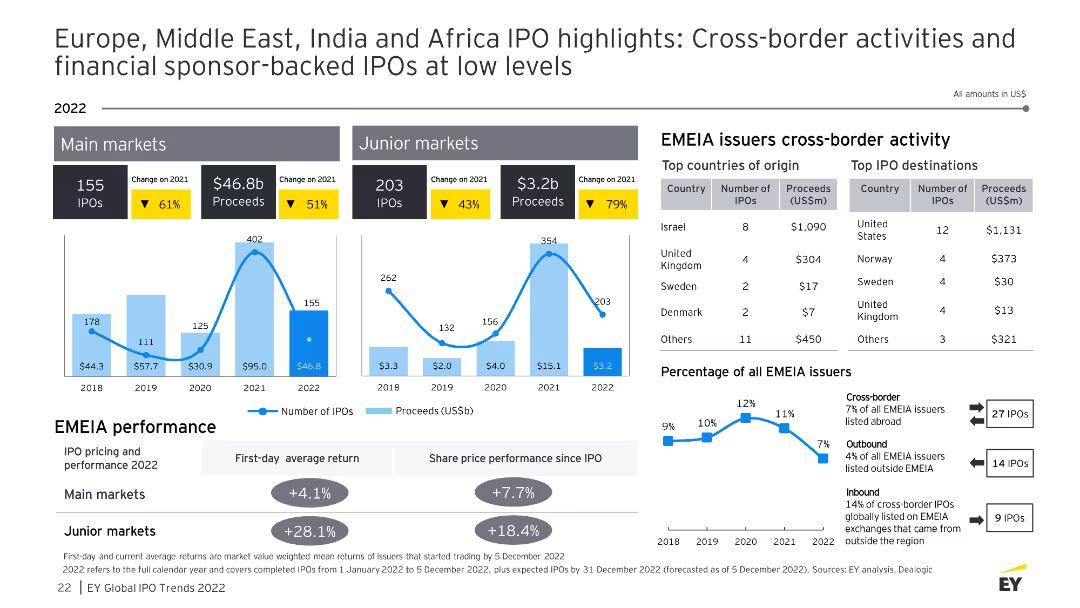 Europe, Middle East, India and Africa IPO highlights: Cross-border activities and
financial sponsor-backed IPOs at low levels
All amounts in US$
2022
Main markets
155
IPOs
Change on 2021
▼ 61%
$46.8b
Proceeds
Change on 2021
▼ 51%
Junior markets
203
IPOs
Change on 2021
▼ 43%
$3.2b
Proceeds
Change on 2021
▼ 79%
178
111
125
402
155
$44.3
$57.7
$30.9
$95.0
$46.8
2018
2019
2020
2021
2022
262
132
156
354
203
$3.3
$2.0
$4.0
$15.1
$3.2
2018
2019
2020
2021
2022
Number of IPOs
Proceeds (US$b)
EMEIA performance
IPO pricing and
performance 2022
First-day average return
Share price performance since IPO
Main markets
+4.1%
+7.7%
Junior markets
+28.1%
+18.4%
EMEIA issuers cross-border activity
Top countries of origin
Country
Number of
IPOs
Proceeds
(US$m)
Israel
8
$1,090
United
Kingdom
4
$304
Sweden
2
$17
Denmark
2
$7
Others
11
$450
Top IPO destinations
Country
Number of
IPOs
Proceeds
(US$m)
United
States
12
$1,131
Norway
4
$373
Sweden
4
$30
United
Kingdom
4
$13
Others
3
$321
Percentage of all EMEIA issuers
9%
10%
12%
11%
7%
2018
2019
2020
2021
2022
Cross-border
7% of all EMEIA issuers
listed abroad
27 IPOs
Outbound
4% of all EMEIA issuers
listed outside EMEIA
14 IPOs
Inbound
14% of cross-border IPOs
globally listed on EMEIA
exchanges that came from
outside the region
9 IPOs
First-day and current average returns are market value weighted mean returns of issuers that started trading by 5 December 2022
2022 refers to the full calendar year and covers completed IPOs from 1 January 2022 to 5 December 2022, plus expected IPOs by 31 December 2022 (forecasted as of 5 December 2022). Sources: EY analysis, Dealogic
22
EY Global IPO Trends 2022
EY